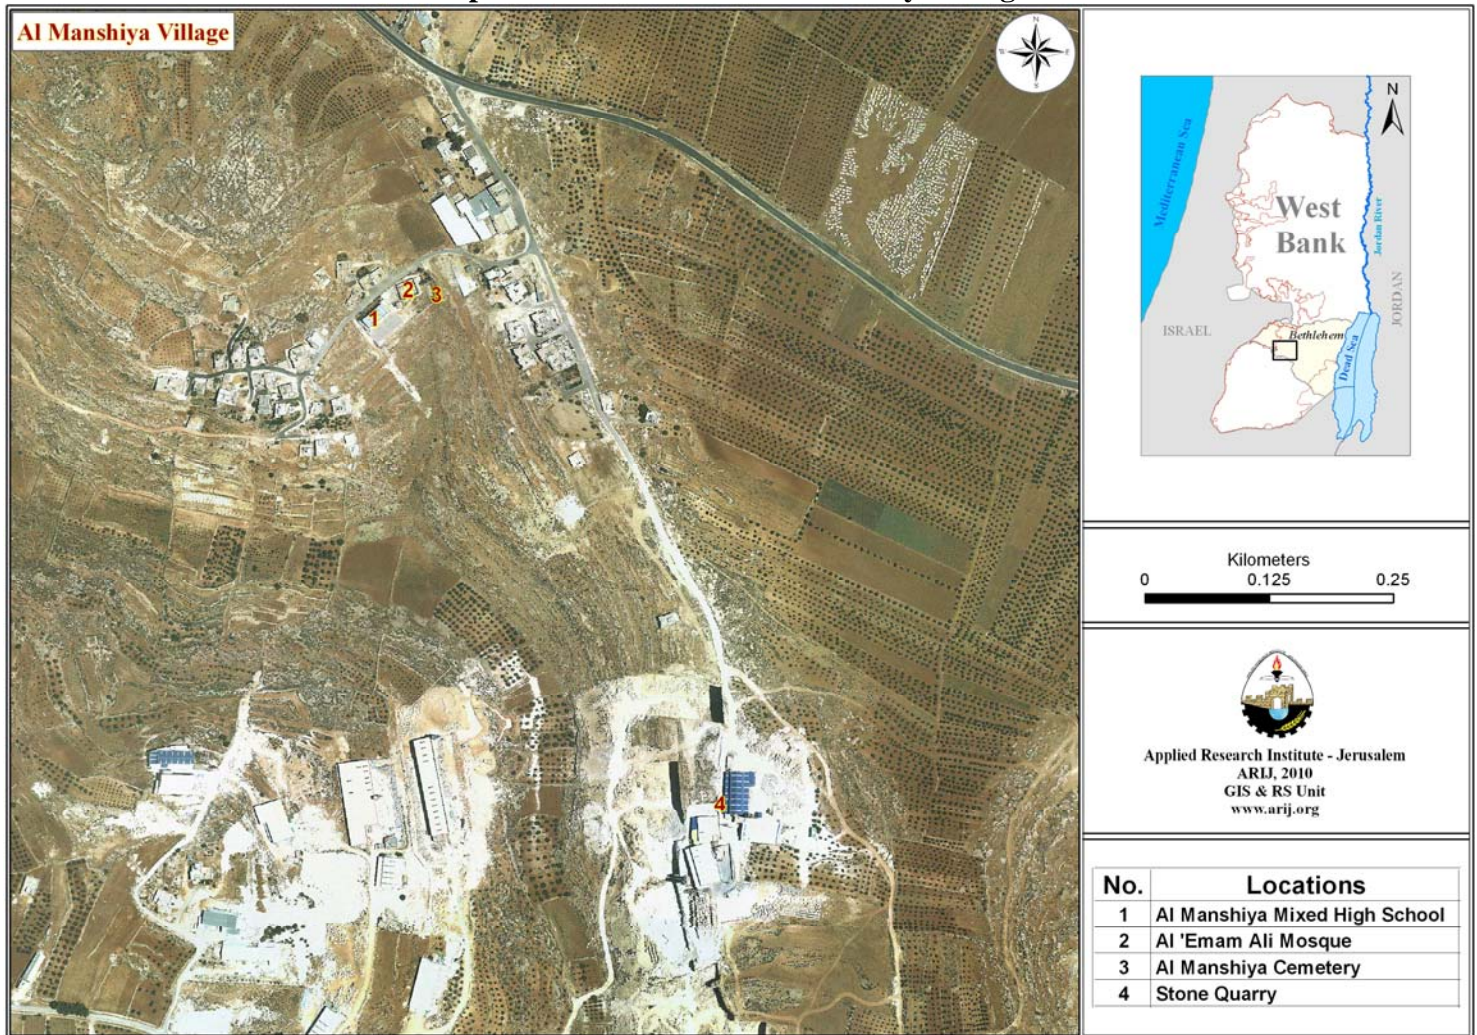 Al Manshiya Village
N
W
E
S
1
2
3
4
N
Mediterranean Sea
West
Bank
Jordan River
JORDAN
ISRAEL
Bethlehem
Dead Sea
Kilometers
0 0.125 0.25
Applied Research Institute - Jerusalem
ARIJ, 2010
GIS & RS Unit
www.arij.org
No. Locations
1 Al Manshiya Mixed High School
2 Al 'Emam Ali Mosque
3 Al Manshiya Cemetery
4 Stone Quarry